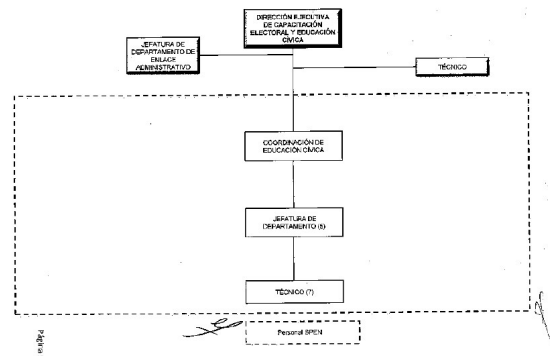 DIRECCIÓN EJECUTIVA
DE CAPACITACIÓN
ELECTORAL Y EDUCACIÓN
CÍVICA
JEFATURA DE
DEPARTAMENTO DE
ENLACE
ADMINISTRATIVO
TÉCNICO
COORDINACIÓN DE
EDUCACIÓN CÍVICA
JEFATURA DE
DEPARTAMENTO (5)
TÉCNICO (7)
Personal SPEN
Página